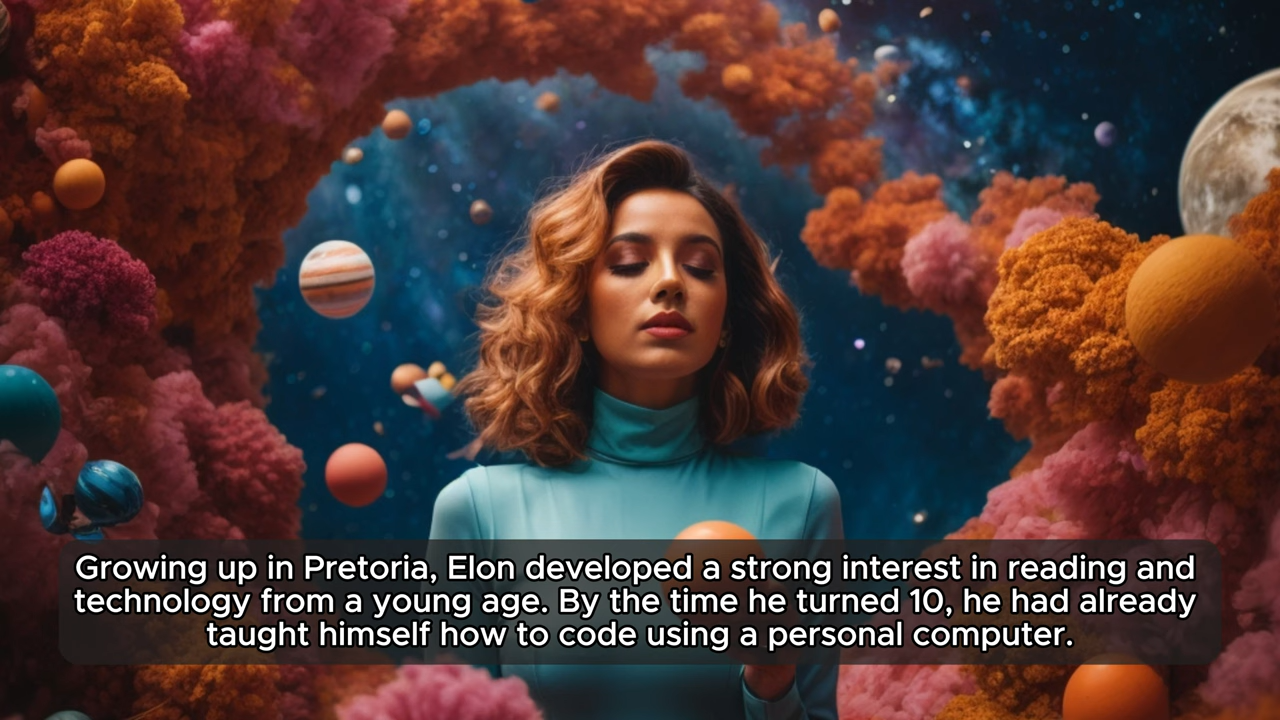 Growing up in Pretoria, Elon developed a strong interest in reading and
technology from a young age. By the time he turned 10, he had already
taught himself how to code using a personal computer.